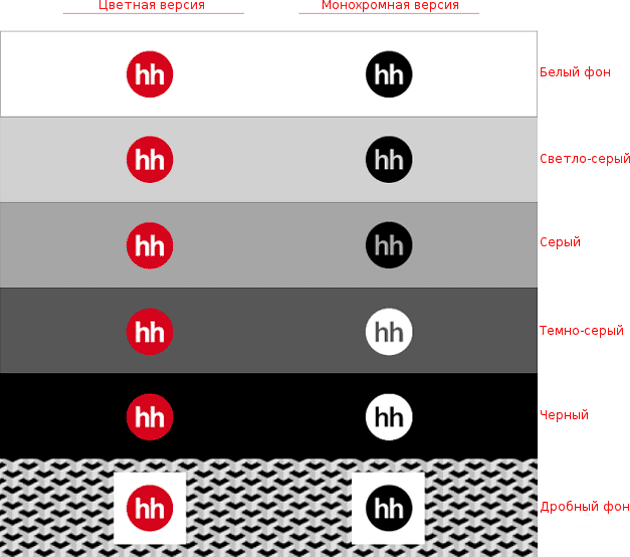 Цветная версия Монохромная версия
hh hh Белый фон
hh hh Светло-серый
hh hh Серый
hh hh Темно-серый
hh hh Черный
hh hh Дробный фон